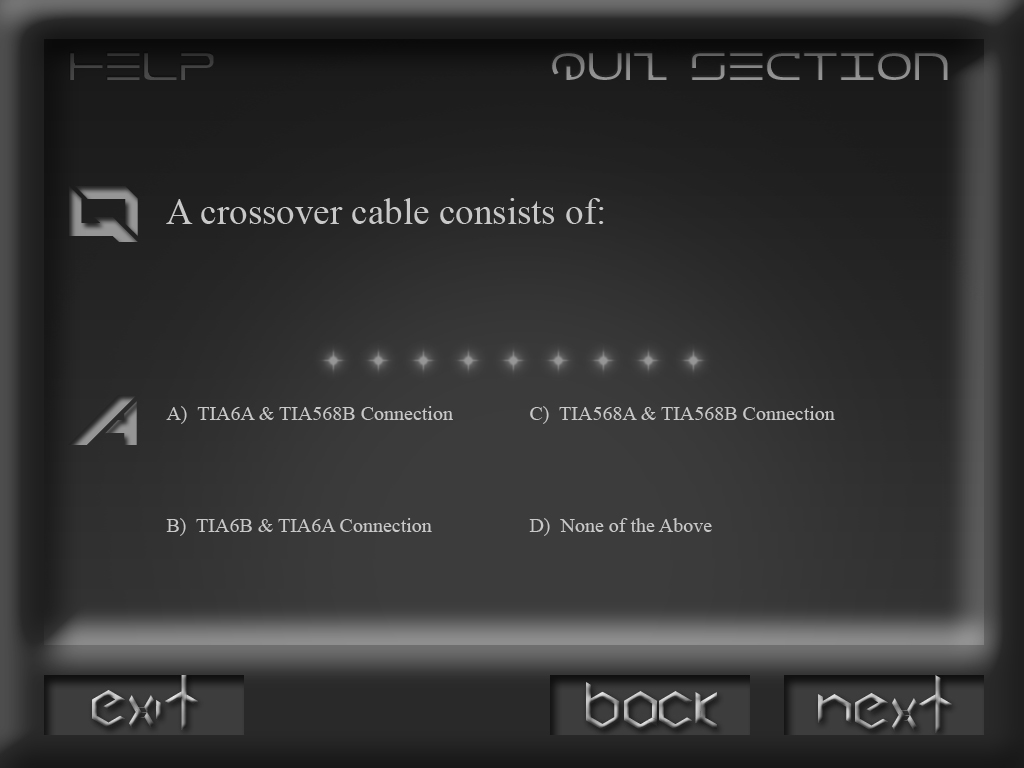 HELP
QUIZ SECTION
Q
A crossover cable consists of:
A
A) TIA6A & TIA568B Connection
C) TIA568A & TIA568B Connection
B) TIA6B & TIA6A Connection
D) None of the Above
exit
back
next